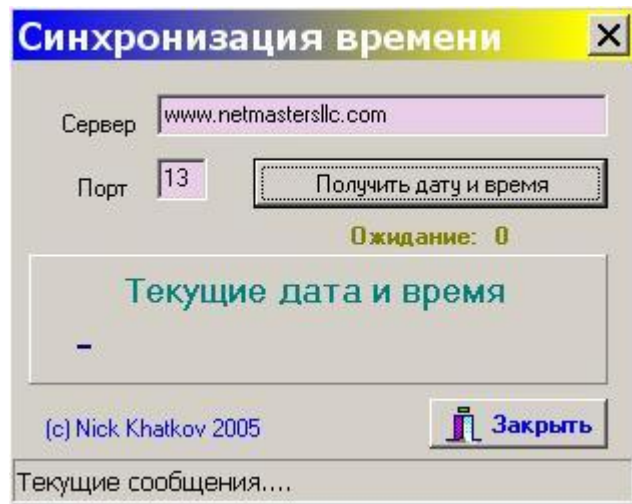 Синхронизация времени
Сервер www.netmastersllc.com
Порт 13 Получить дату и время
Ожидание: 0
Текущие дата и время
-
(c) Nick Khatkov 2005 Закрыть
Текущие сообщения....